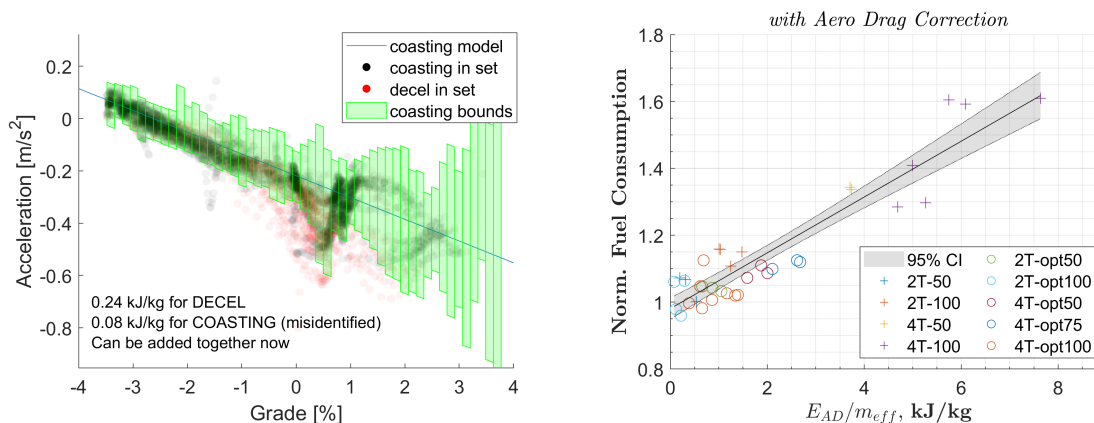 coasting model
coasting in set
decel in set
coasting bounds
0.2
0
-0.2
-0.4
-0.6
-0.8
Acceleration [m/s²]
0.24 kJ/kg for DECEL
0.08 kJ/kg for COASTING (misidentified)
Can be added together now
-4 -3 -2 -1 0 1 2 3 4
Grade [%]
with Aero Drag Correction
1.8
1.6
1.4
1.2
1
0.8
Norm. Fuel Consumption
95% CI 2T-opt50
2T-50 2T-opt100
2T-100 4T-opt50
4T-50 4T-opt75
4T-100 4T-opt100
0 2 4 6 8
E_{AD}/m_{eff}, kJ/kg